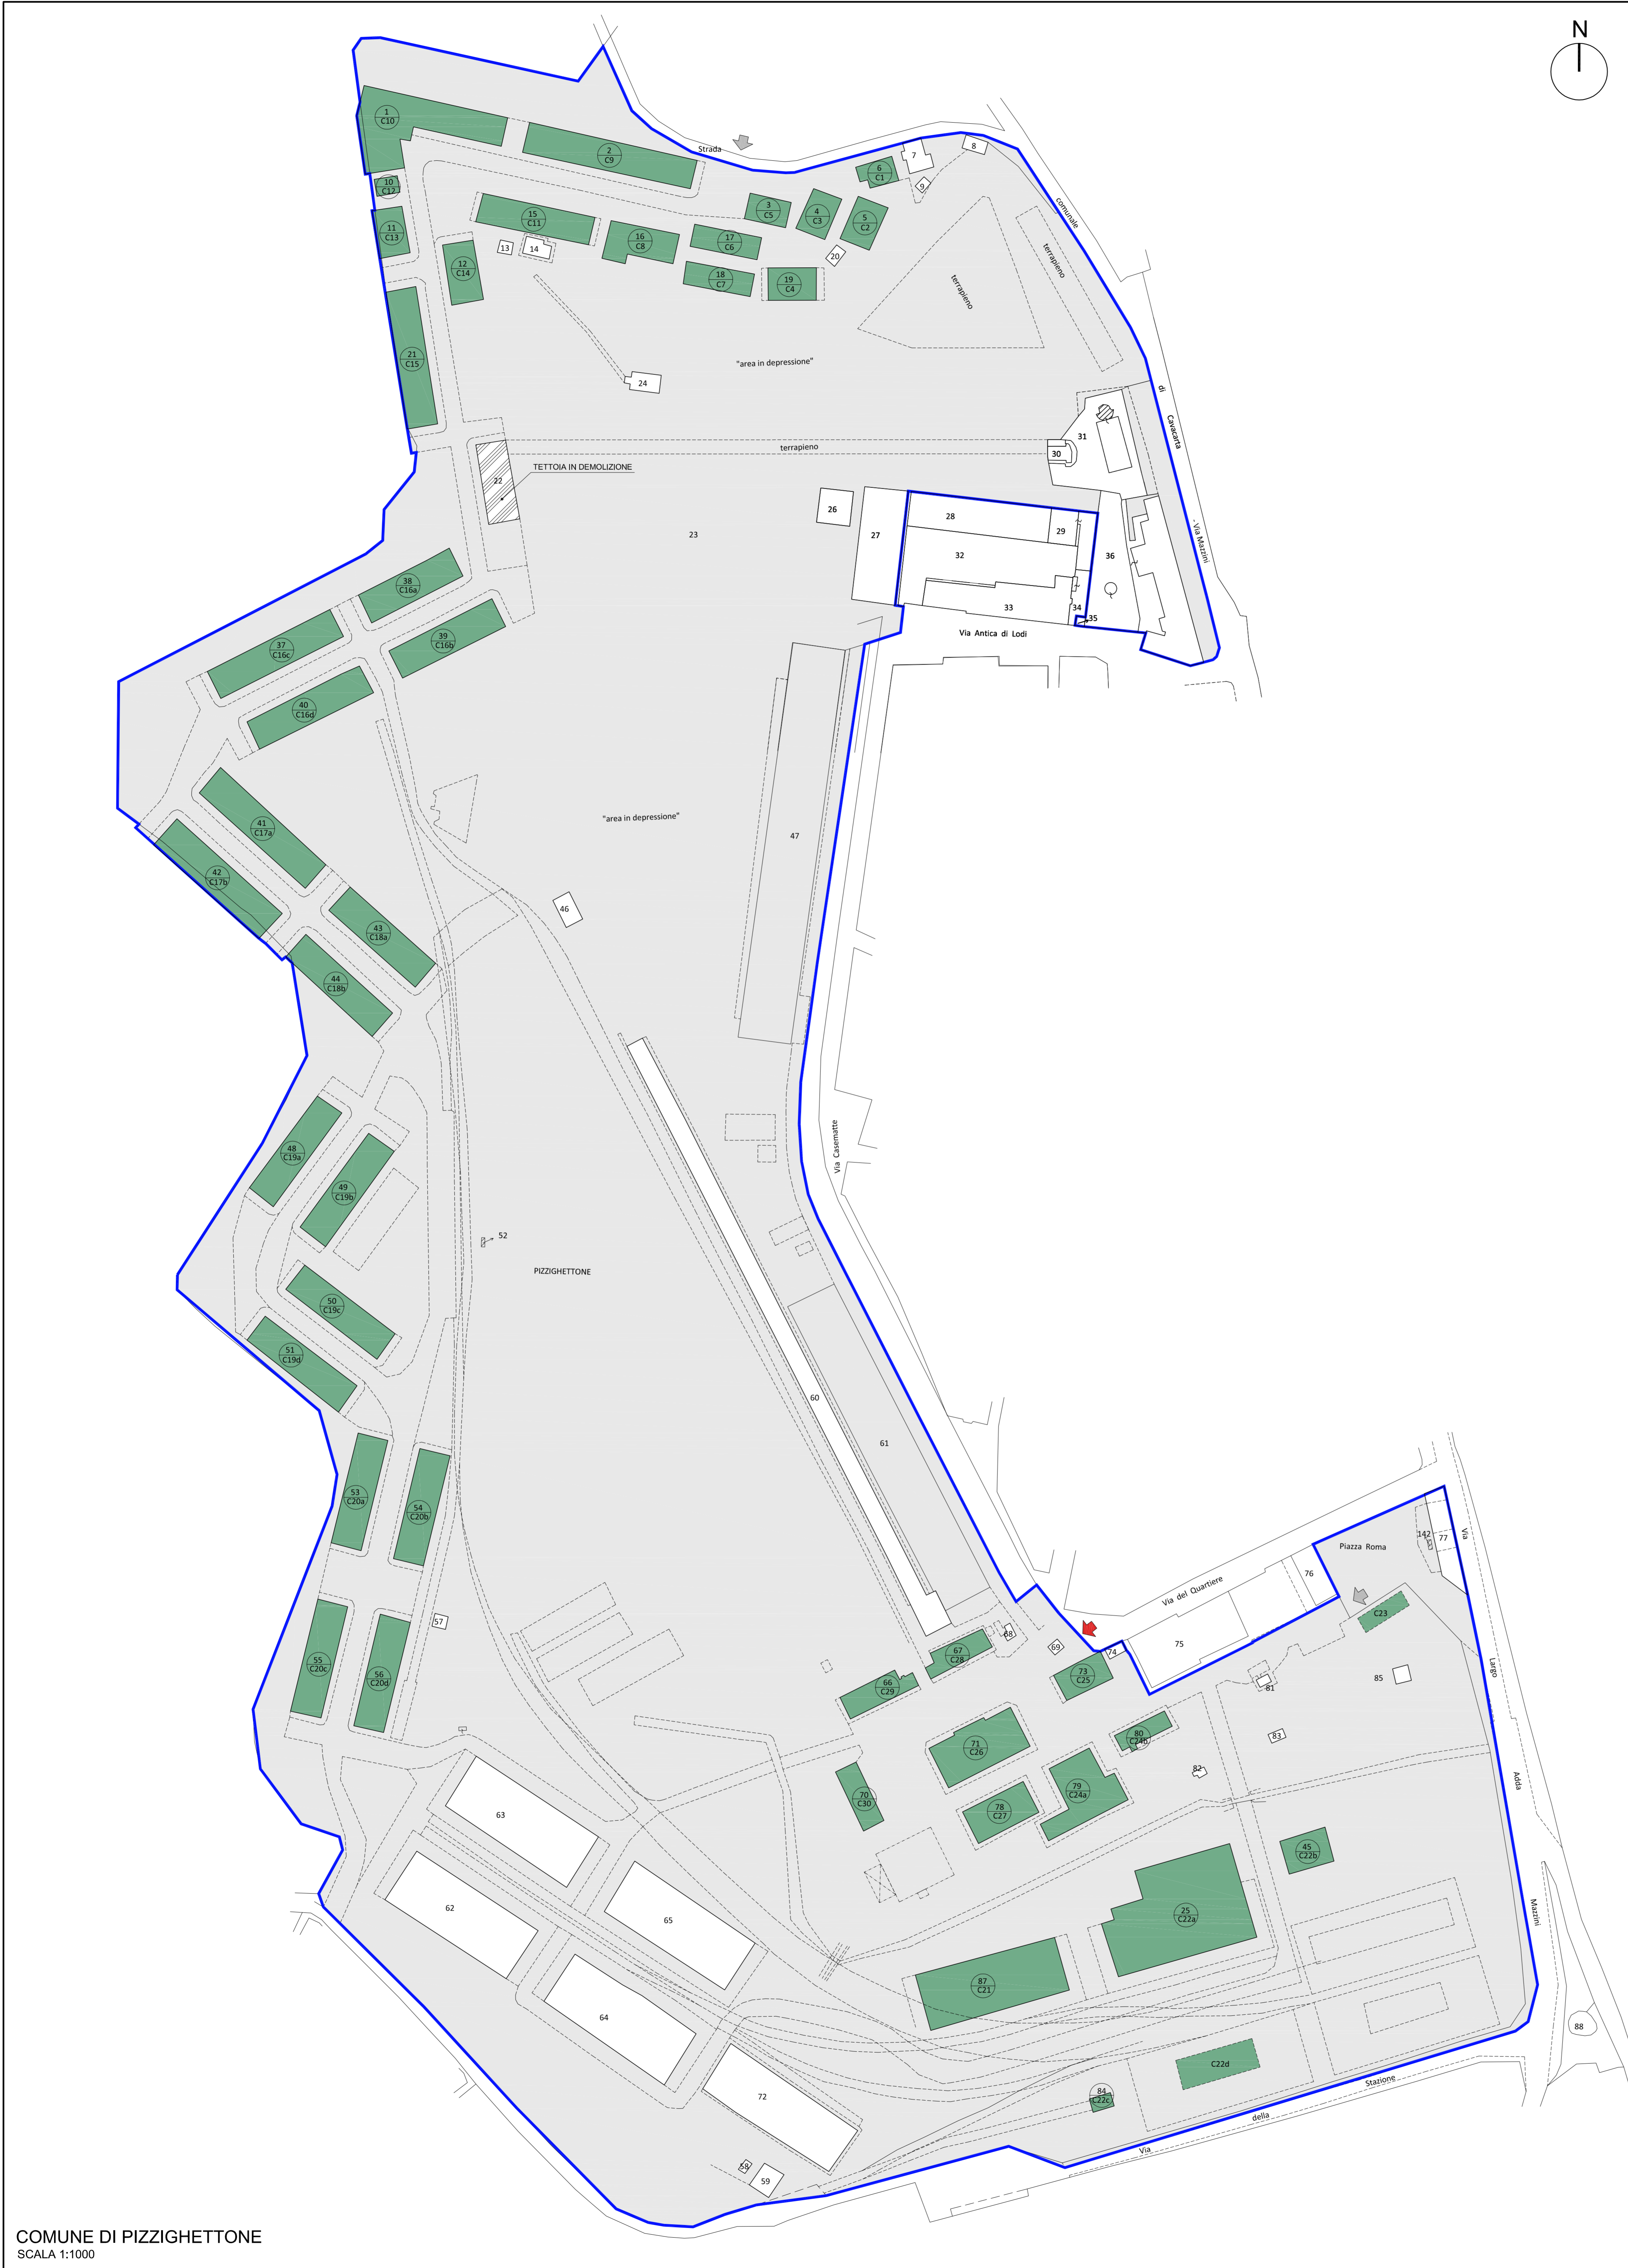 N
1
C10
2
C9
Strada
6
C1
7
8
9
10
C12
11
C13
15
C11
13
14
16
C8
3
C5
4
C3
5
C2
17
C6
18
C7
19
C4
20
12
C14
comunale
terrapieno
terrapieno
21
C15
24
"area in depressione"
di
Cavacarta
31
30
terrapieno
TETTOIA IN DEMOLIZIONE
22
26
27
28
29
23
32
36
- Via Mazzini
33
34
35
Via Antica di Lodi
38
C16a
39
C16b
37
C16c
40
C16d
41
C17a
42
C17b
"area in depressione"
47
46
43
C18a
44
C18b
Via Casematte
48
C19a
49
C19b
52
PIZZIGHETTONE
50
C19c
51
C19d
60
61
53
C20a
54
C20b
55
C20c
56
C20d
57
Piazza Roma
142
77
Via
Via del Quartiere
76
75
C23
67
C28
68
69
74
73
C25
66
C29
81
85
Largo
80
C24b
83
71
C26
82
79
C24a
78
C27
70
C30
Adda
63
45
C22b
62
65
25
C22a
Mazzini
87
C21
64
88
C22d
84
C22c
72
Stazione
della
Via
58
59
COMUNE DI PIZZIGHETTONE
SCALA 1:1000